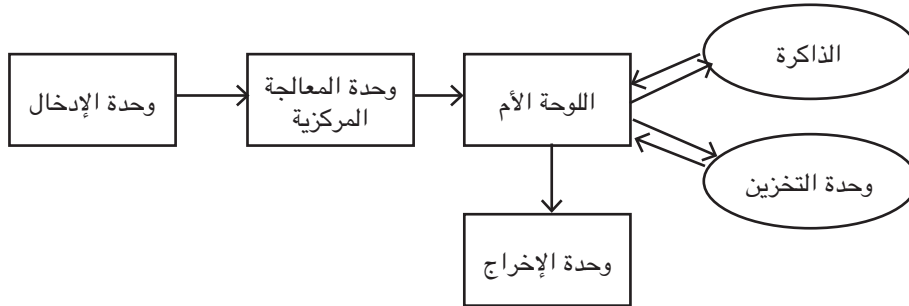 الذاكرة
وحدة الإدخال
وحدة المعالجة
المركزية
اللوحة الأم
وحدة التخزين
وحدة الإخراج